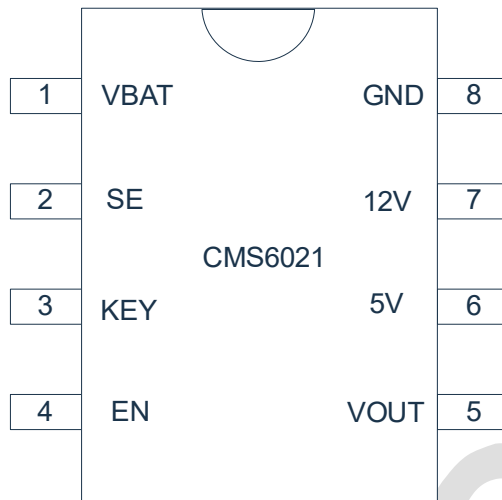 1 VBAT GND 8
2 SE 12V 7
CMS6021
3 KEY 5V 6
4 EN VOUT 5